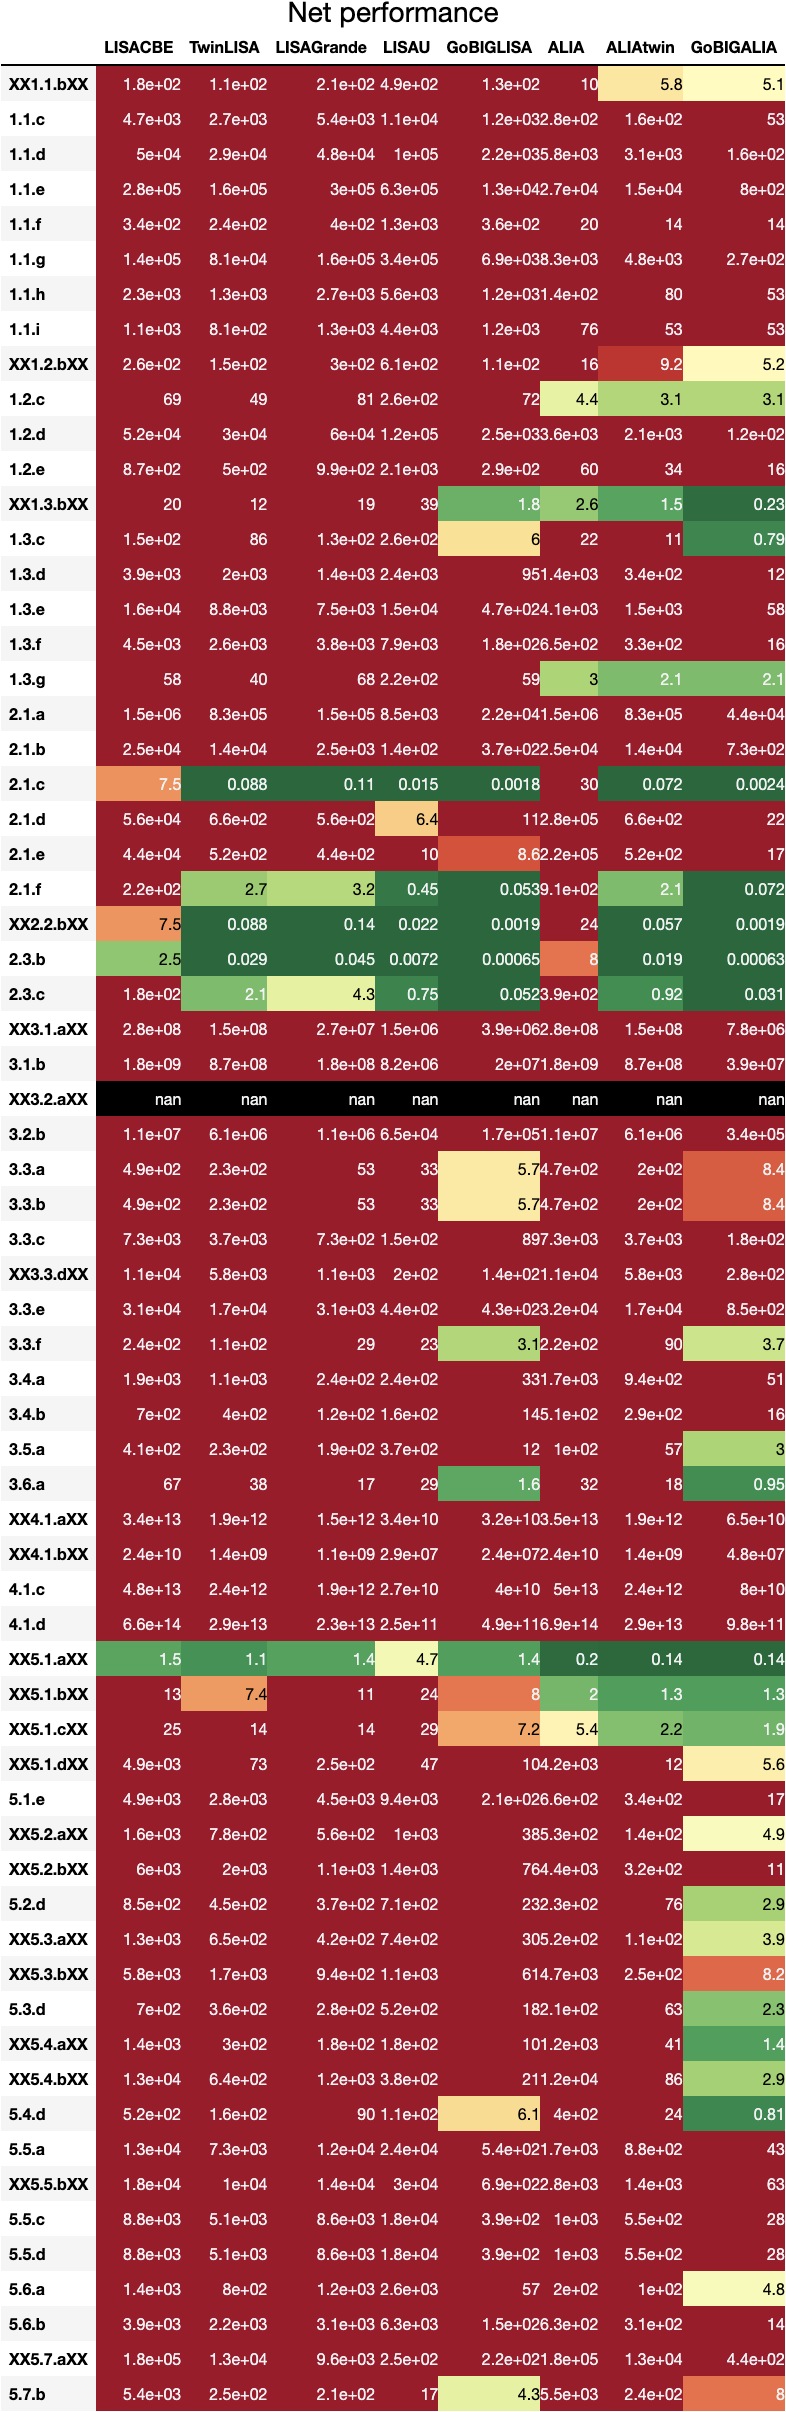 Net performance
LISACBE TwinLISA LISAGrande LISAU GoBIGLISA ALIA ALIAtwin GoBIGALIA
XX1.1.bXX 1.8e+02 1.1e+02 2.1e+02 4.9e+02 1.3e+02 10 5.8 5.1
1.1.c 4.7e+03 2.7e+03 5.4e+03 1.1e+04 1.2e+03 2.8e+02 1.6e+02 53
1.1.d 5e+04 2.9e+04 4.8e+04 1e+05 2.2e+03 5.8e+03 3.1e+03 1.6e+02
1.1.e 2.8e+05 1.6e+05 3e+05 6.3e+05 1.3e+04 2.7e+04 1.5e+04 8e+02
1.1.f 3.4e+02 2.4e+02 4e+02 1.3e+03 3.6e+02 20 14 14
1.1.g 1.4e+05 8.1e+04 1.6e+05 3.4e+05 6.9e+03 8.3e+03 4.8e+03 2.7e+02
1.1.h 2.3e+03 1.3e+03 2.7e+03 5.6e+03 1.2e+03 1.4e+02 80 53
1.1.i 1.1e+03 8.1e+02 1.3e+03 4.4e+03 1.2e+03 76 53 53
XX1.2.bXX 2.6e+02 1.5e+02 3e+02 6.1e+02 1.1e+02 16 9.2 5.2
1.2.c 69 49 81 2.6e+02 72 4.4 3.1 3.1
1.2.d 5.2e+04 3e+04 6e+04 1.2e+05 2.5e+03 3.6e+03 2.1e+03 1.2e+02
1.2.e 8.7e+02 5e+02 9.9e+02 2.1e+03 2.9e+02 60 34 16
XX1.3.bXX 20 12 19 39 1.8 2.6 1.5 0.23
1.3.c 1.5e+02 86 1.3e+02 2.6e+02 6 22 11 0.79
1.3.d 3.9e+03 2e+03 1.4e+03 2.4e+03 95 1.4e+03 3.4e+02 12
1.3.e 1.6e+04 8.8e+03 7.5e+03 1.5e+04 4.7e+02 4.1e+03 1.5e+03 58
1.3.f 4.5e+03 2.6e+03 3.8e+03 7.9e+03 1.8e+02 6.5e+02 3.3e+02 16
1.3.g 58 40 68 2.2e+02 59 3 2.1 2.1
2.1.a 1.5e+06 8.3e+05 1.5e+05 8.5e+03 2.2e+04 1.5e+06 8.3e+05 4.4e+04
2.1.b 2.5e+04 1.4e+04 2.5e+03 1.4e+02 3.7e+02 2.5e+04 1.4e+04 7.3e+02
2.1.c 7.5 0.088 0.11 0.015 0.0018 30 0.072 0.0024
2.1.d 5.6e+04 6.6e+02 5.6e+02 6.4 11 2.8e+05 6.6e+02 22
2.1.e 4.4e+04 5.2e+02 4.4e+02 10 8.6 2.2e+05 5.2e+02 17
2.1.f 2.2e+02 2.7 3.2 0.45 0.053 9.1e+02 2.1 0.072
XX2.2.bXX 7.5 0.088 0.14 0.022 0.0019 24 0.057 0.0019
2.3.b 2.5 0.029 0.045 0.0072 0.00065 8 0.019 0.00063
2.3.c 1.8e+02 2.1 4.3 0.75 0.052 3.9e+02 0.92 0.031
XX3.1.aXX 2.8e+08 1.5e+08 2.7e+07 1.5e+06 3.9e+06 2.8e+08 1.5e+08 7.8e+06
3.1.b 1.8e+09 8.7e+08 1.8e+08 8.2e+06 2e+07 1.8e+09 8.7e+08 3.9e+07
XX3.2.aXX nan nan nan nan nan nan nan nan
3.2.b 1.1e+07 6.1e+06 1.1e+06 6.5e+04 1.7e+05 1.1e+07 6.1e+06 3.4e+05
3.3.a 4.9e+02 2.3e+02 53 33 5.7 4.7e+02 2e+02 8.4
3.3.b 4.9e+02 2.3e+02 53 33 5.7 4.7e+02 2e+02 8.4
3.3.c 7.3e+03 3.7e+03 7.3e+02 1.5e+02 89 7.3e+03 3.7e+03 1.8e+02
XX3.3.dXX 1.1e+04 5.8e+03 1.1e+03 2e+02 1.4e+02 1.1e+04 5.8e+03 2.8e+02
3.3.e 3.1e+04 1.7e+04 3.1e+03 4.4e+02 4.3e+02 3.2e+04 1.7e+04 8.5e+02
3.3.f 2.4e+02 1.1e+02 29 23 3.1 2.2e+02 90 3.7
3.4.a 1.9e+03 1.1e+03 2.4e+02 2.4e+02 33 1.7e+03 9.4e+02 51
3.4.b 7e+02 4e+02 1.2e+02 1.6e+02 14 5.1e+02 2.9e+02 16
3.5.a 4.1e+02 2.3e+02 1.9e+02 3.7e+02 12 1e+02 57 3
3.6.a 67 38 17 29 1.6 32 18 0.95
XX4.1.aXX 3.4e+13 1.9e+12 1.5e+12 3.4e+10 3.2e+10 3.5e+13 1.9e+12 6.5e+10
XX4.1.bXX 2.4e+10 1.4e+09 1.1e+09 2.9e+07 2.4e+07 2.4e+10 1.4e+09 4.8e+07
4.1.c 4.8e+13 2.4e+12 1.9e+12 2.7e+10 4e+10 5e+13 2.4e+12 8e+10
4.1.d 6.6e+14 2.9e+13 2.3e+13 2.5e+11 4.9e+11 6.9e+14 2.9e+13 9.8e+11
XX5.1.aXX 1.5 1.1 1.4 4.7 1.4 0.2 0.14 0.14
XX5.1.bXX 13 7.4 11 24 8 2 1.3 1.3
XX5.1.cXX 25 14 14 29 7.2 5.4 2.2 1.9
XX5.1.dXX 4.9e+03 73 2.5e+02 47 10 4.2e+03 12 5.6
5.1.e 4.9e+03 2.8e+03 4.5e+03 9.4e+03 2.1e+02 6.6e+02 3.4e+02 17
XX5.2.aXX 1.6e+03 7.8e+02 5.6e+02 1e+03 38 5.3e+02 1.4e+02 4.9
XX5.2.bXX 6e+03 2e+03 1.1e+03 1.4e+03 76 4.4e+03 3.2e+02 11
5.2.d 8.5e+02 4.5e+02 3.7e+02 7.1e+02 23 2.3e+02 76 2.9
XX5.3.aXX 1.3e+03 6.5e+02 4.2e+02 7.4e+02 30 5.2e+02 1.1e+02 3.9
XX5.3.bXX 5.8e+03 1.7e+03 9.4e+02 1.1e+03 61 4.7e+03 2.5e+02 8.2
5.3.d 7e+02 3.6e+02 2.8e+02 5.2e+02 18 2.1e+02 63 2.3
XX5.4.aXX 1.4e+03 3e+02 1.8e+02 1.8e+02 10 1.2e+03 41 1.4
XX5.4.bXX 1.3e+04 6.4e+02 1.2e+03 3.8e+02 21 1.2e+04 86 2.9
5.4.d 5.2e+02 1.6e+02 90 1.1e+02 6.1 4e+02 24 0.81
5.5.a 1.3e+04 7.3e+03 1.2e+04 2.4e+04 5.4e+02 1.7e+03 8.8e+02 43
XX5.5.bXX 1.8e+04 1e+04 1.4e+04 3e+04 6.9e+02 2.8e+03 1.4e+03 63
5.5.c 8.8e+03 5.1e+03 8.6e+03 1.8e+04 3.9e+02 1e+03 5.5e+02 28
5.5.d 8.8e+03 5.1e+03 8.6e+03 1.8e+04 3.9e+02 1e+03 5.5e+02 28
5.6.a 1.4e+03 8e+02 1.2e+03 2.6e+03 57 2e+02 1e+02 4.8
5.6.b 3.9e+03 2.2e+03 3.1e+03 6.3e+03 1.5e+02 6.3e+02 3.1e+02 14
XX5.7.aXX 1.8e+05 1.3e+04 9.6e+03 2.5e+02 2.2e+02 1.8e+05 1.3e+04 4.4e+02
5.7.b 5.4e+03 2.5e+02 2.1e+02 17 4.3 5.5e+03 2.4e+02 8